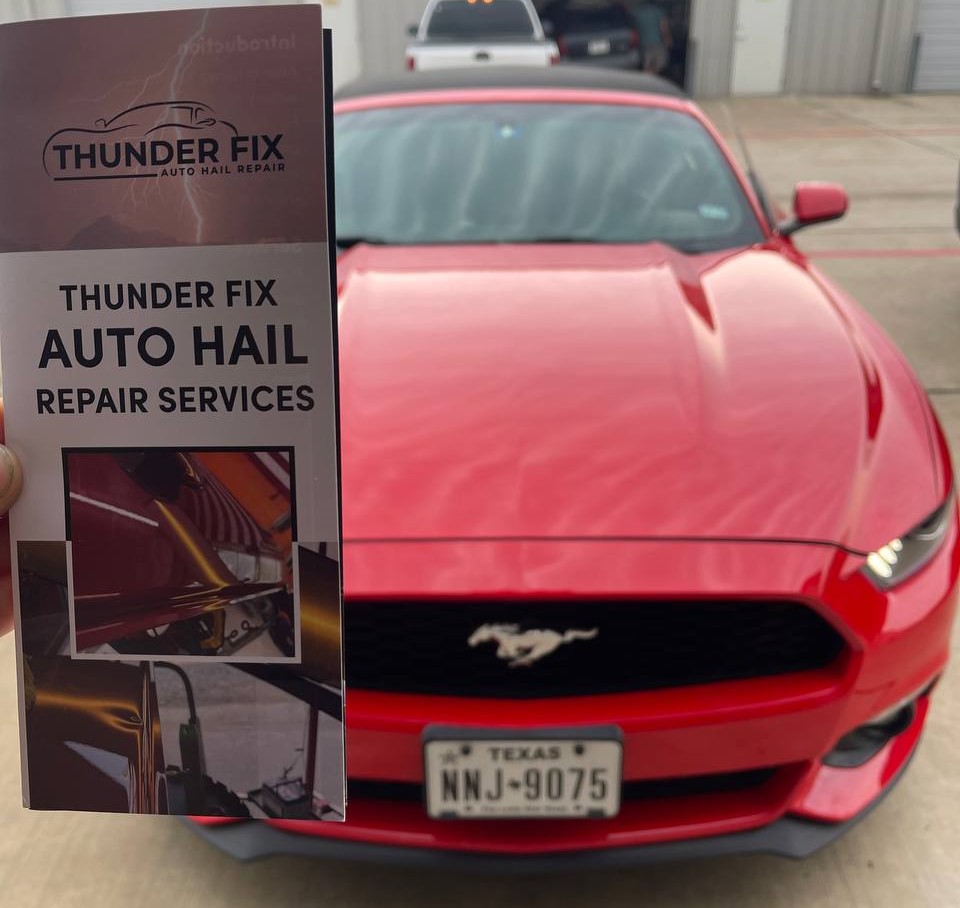 THUNDER FIX
AUTO HAIL REPAIR
THUNDER FIX
AUTO HAIL
REPAIR SERVICES
TEXAS
NNJ 9075